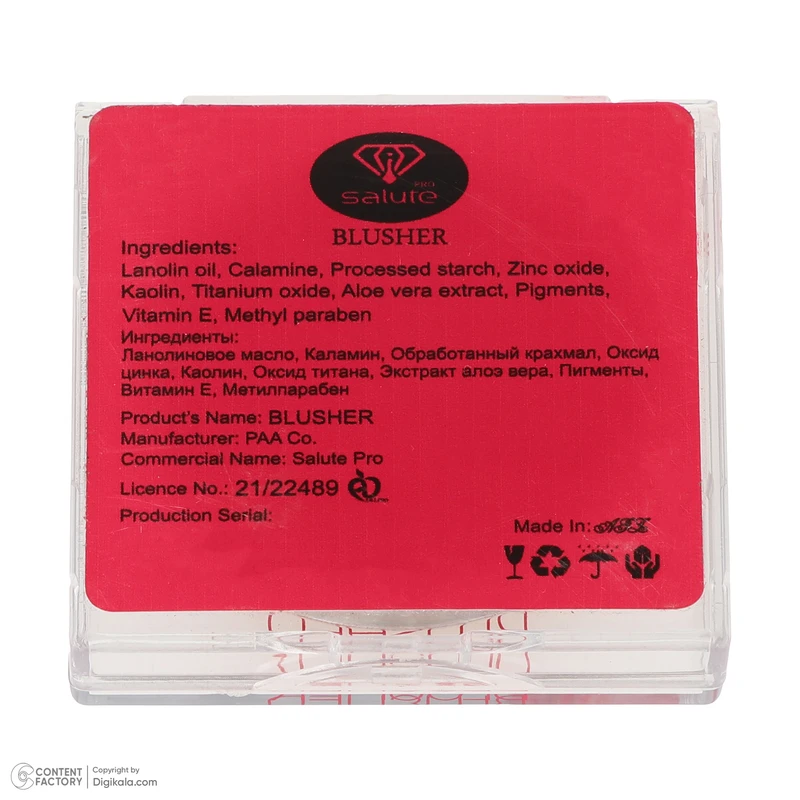 PRO
salute
BLUSHER
Ingredients:
Lanolin oil, Calamine, Processed starch, Zinc oxide,
Kaolin, Titanium oxide, Aloe vera extract, Pigments,
Vitamin E, Methyl paraben
Ингредиенты:
Ланолиновое масло, Каламин, Обработанный крахмал, Оксид
цинка, Каолин, Оксид титана, Экстракт алоэ вера, Пигменты,
Витамин Е, Метилпарабен
Product's Name: BLUSHER
Manufacturer: PAA Co.
Commercial Name: Salute Pro
Licence No.: 21/22489
Production Serial:
Made In:
CONTENT
FACTORY
Copyright by
Digikala.com